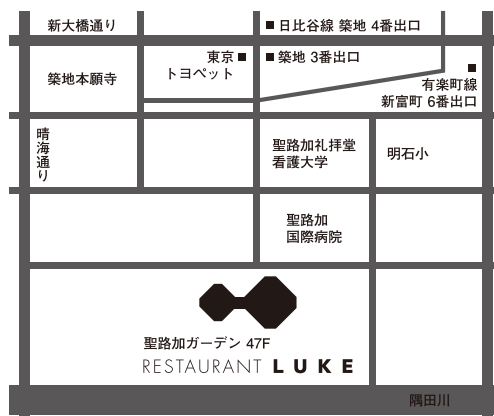 新大橋通り
日比谷線 築地 4番出口
東京
トヨペット
築地 3番出口
築地本願寺
有楽町線
新富町 6番出口
晴海通り
聖路加礼拝堂
看護大学
明石小
聖路加
国際病院
聖路加ガーデン 47F
RESTAURANT LUKE
隅田川